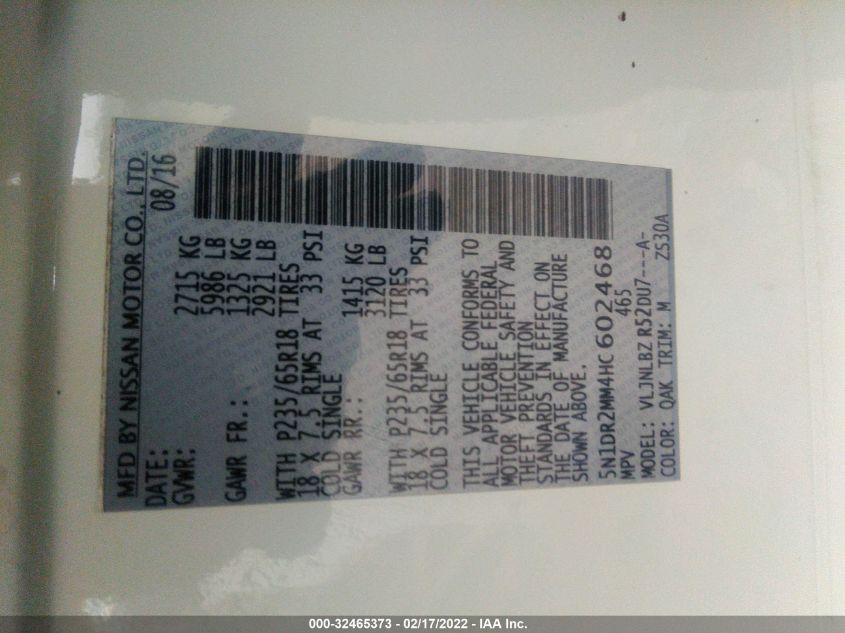 MFD BY NISSAN MOTOR CO., LTD.
DATE: 08/16
GVWR: 2715 KG
5986 LB
GAWR FR.: 1325 KG
2921 LB
WITH P235/65R18 TIRES
18 X 7.5 RIMS AT 33 PSI
COLD SINGLE
GAWR RR.: 1415 KG
3120 LB
WITH P235/65R18 TIRES
18 X 7.5 RIMS AT 33 PSI
COLD SINGLE
THIS VEHICLE CONFORMS TO
ALL APPLICABLE FEDERAL
MOTOR VEHICLE SAFETY AND
THEFT PREVENTION
STANDARDS IN EFFECT ON
THE DATE OF MANUFACTURE
SHOWN ABOVE.
5N1DR2MM4HC602468
MPV 465
MODEL: VLJNLBZ R52DU7---A-
COLOR: QAK TRIM: M ZS30A
000-32465373 - 02/17/2022 - IAA Inc.